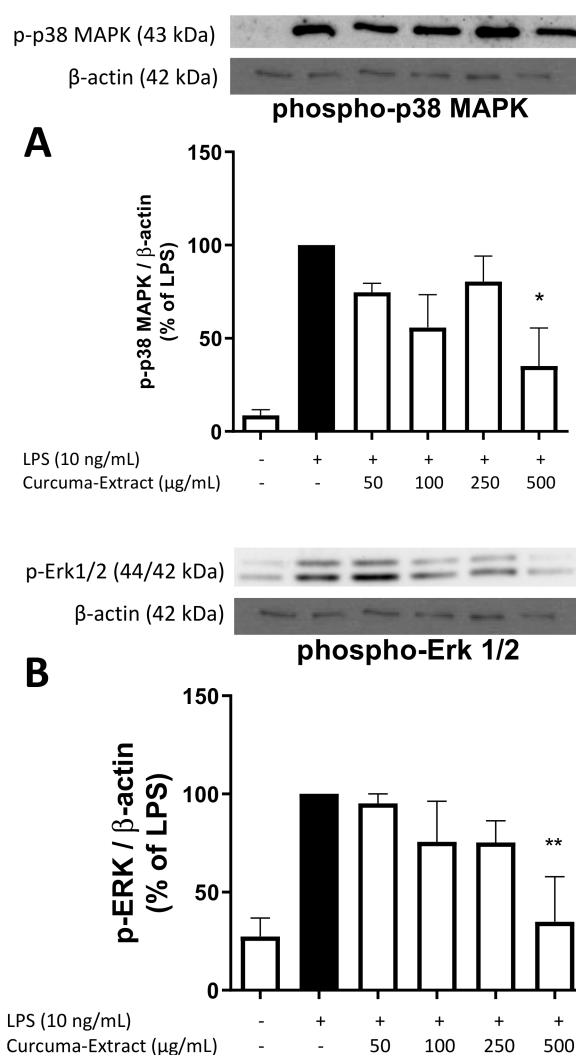 p-p38 MAPK (43 kDa)
β-actin (42 kDa)
phospho-p38 MAPK
A
p-p38 MAPK / β-actin
(% of LPS)
150
100
50
0
*
LPS (10 ng/mL) - + + + + +
Curcuma-Extract (µg/mL) - - 50 100 250 500
p-Erk1/2 (44/42 kDa)
β-actin (42 kDa)
phospho-Erk 1/2
B
p-ERK / β-actin
(% of LPS)
150
100
50
0
**
LPS (10 ng/mL) - + + + + +
Curcuma-Extract (µg/mL) - - 50 100 250 500